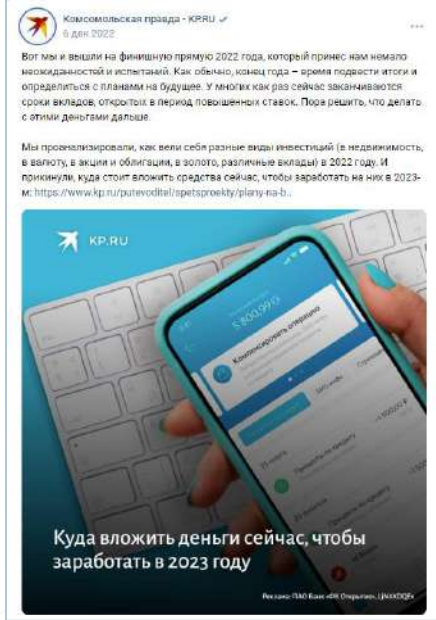 Комсомольская правда - KP.RU
6 дек 2022
Вот мы и вышли на финишную прямую 2022 года, который принес нам немало
неожиданностей и испытаний. Как обычно, конец года – время подвести итоги и
определиться с планами на будущее. У многих как раз сейчас заканчиваются
сроки вкладов, открытых в период повышенных ставок. Пора решить, что делать
с этими деньгами дальше.
Мы проанализировали, как вели себя разные виды инвестиций (в недвижимость,
в валюту, в акции и облигации, в золото, различные вклады) в 2022 году. И
прикинули, куда стоит вложить средства сейчас, чтобы заработать на них в 2023-
м: https://www.kp.ru/putevoditel/spetsproekty/plany-na-b..
KP.RU
Компенсировать операцию
Куда вложить деньги сейчас, чтобы
заработать в 2023 году
Реклама: ПАО Банк «ФК Открытие»,